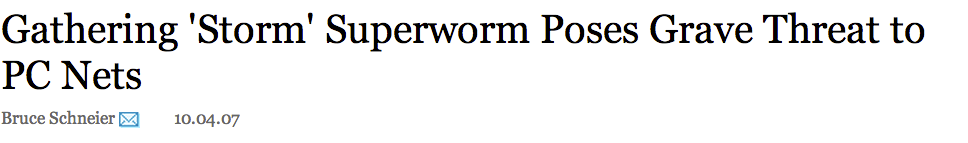 Gathering 'Storm' Superworm Poses Grave Threat to
PC Nets
Bruce Schneier 10.04.07